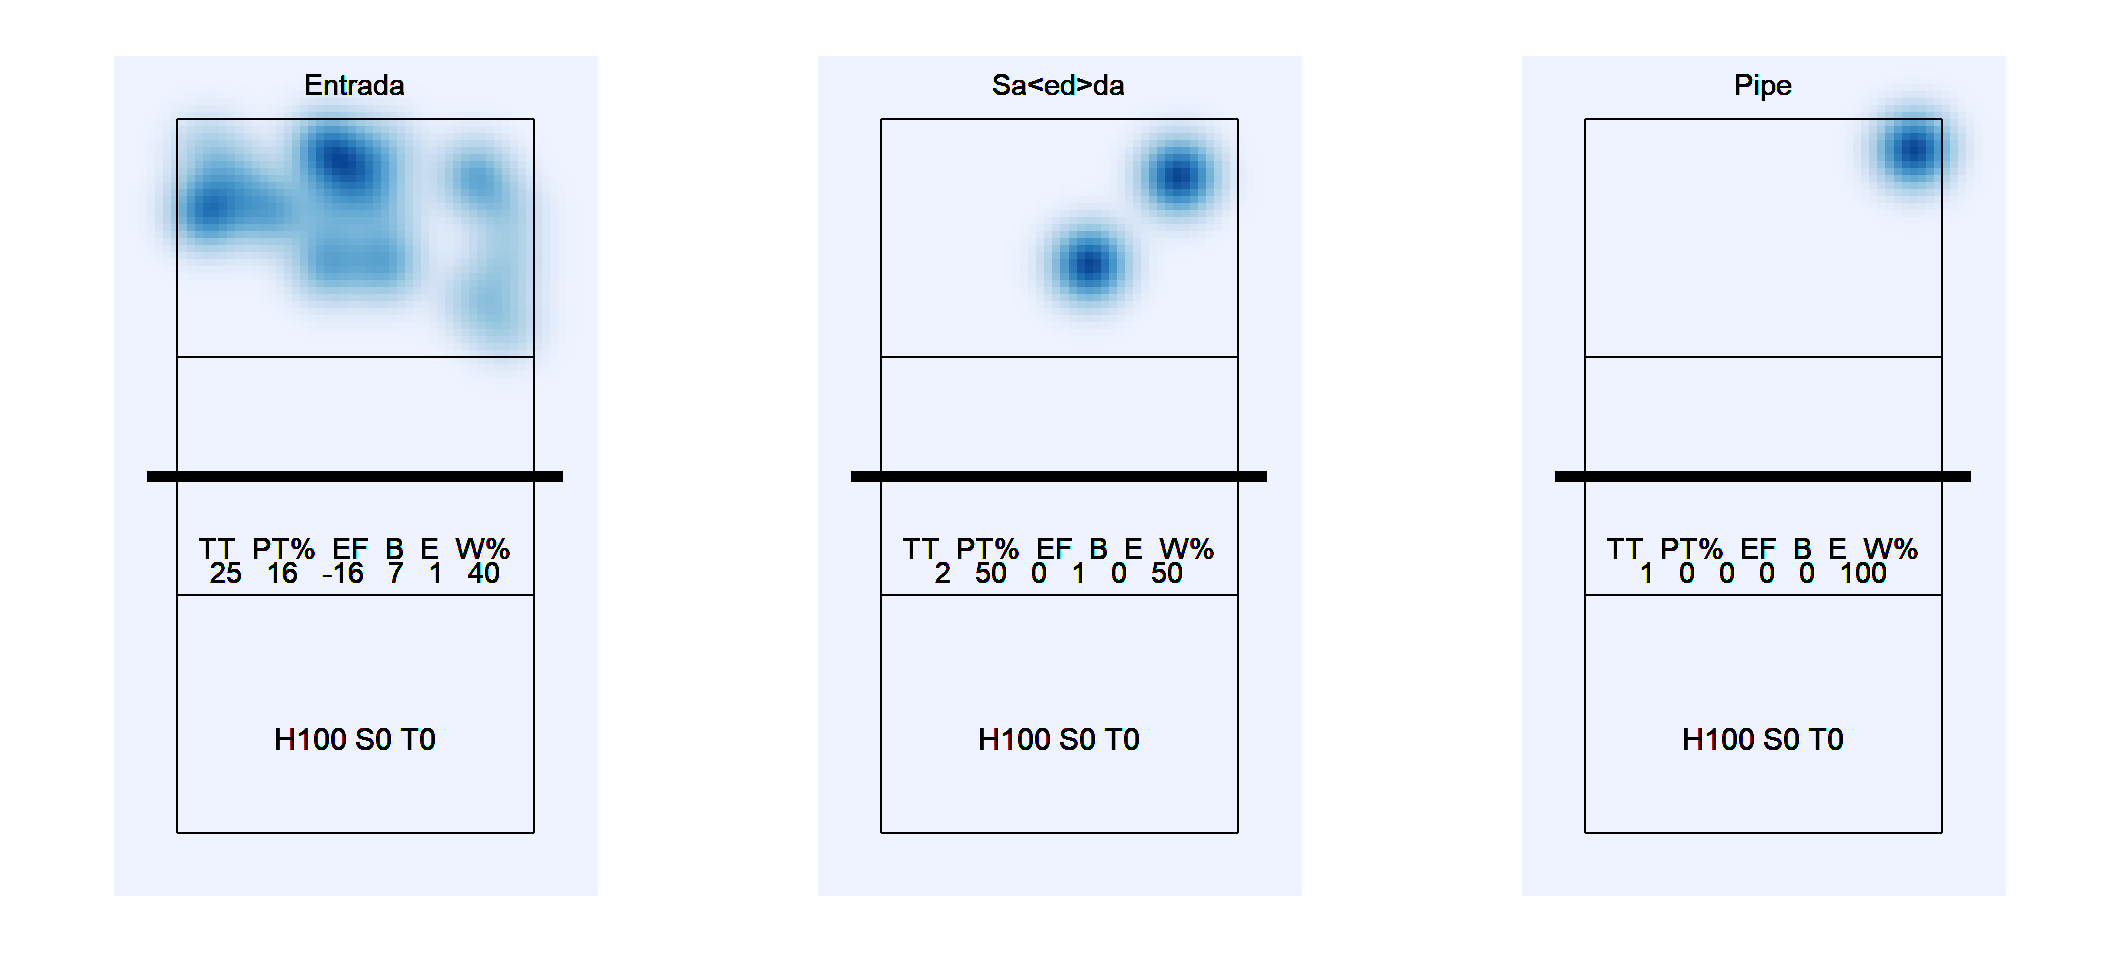 Entrada
TT PT% EF B E W%
25 16 -16 7 1 40
H100 S0 T0
Sa<ed>da
TT PT% EF B E W%
2 50 0 1 0 50
H100 S0 T0
Pipe
TT PT% EF B E W%
1 0 0 0 0 100
H100 S0 T0